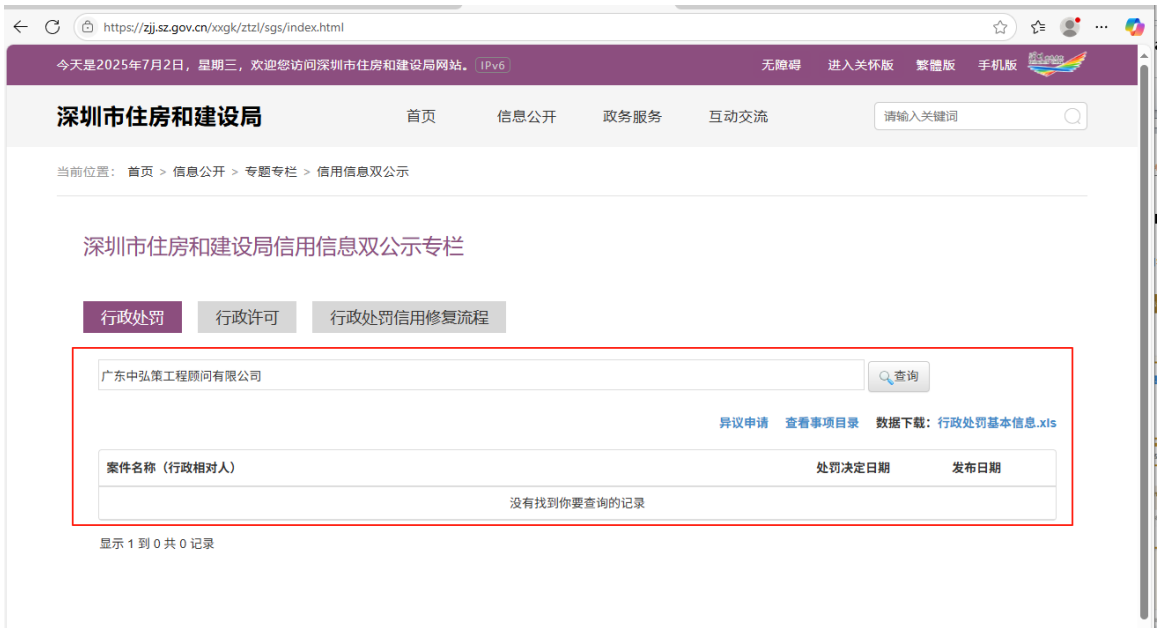 https://zjj.sz.gov.cn/xxgk/ztzl/sgs/index.html
今天是2025年7月2日，星期三，欢迎您访问深圳市住房和建设局网站。 IPv6 无障碍 进入关怀版 繁體版 手机版
深圳市住房和建设局 首页 信息公开 政务服务 互动交流 请输入关键词
当前位置： 首页 > 信息公开 > 专题专栏 > 信用信息双公示
深圳市住房和建设局信用信息双公示专栏
行政处罚 行政许可 行政处罚信用修复流程
广东中弘策工程顾问有限公司 查询
异议申请 查看事项目录 数据下载：行政处罚基本信息.xls
案件名称（行政相对人） 处罚决定日期 发布日期
没有找到你要查询的记录
显示 1 到 0 共 0 记录